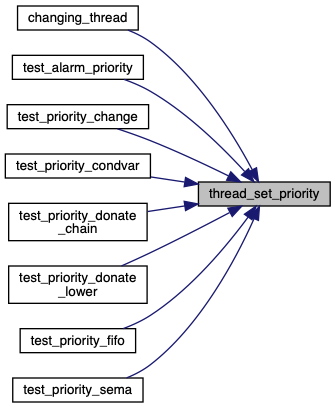 changing_thread
test_alarm_priority
test_priority_change
test_priority_condvar
thread_set_priority
test_priority_donate
_chain
test_priority_donate
_lower
test_priority_fifo
test_priority_sema